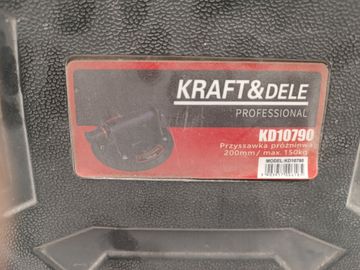 KRAFT&DELE
PROFESSIONAL
KD10790
Przyssawka próżniowa
200mm/ max. 150kg
MODEL: KD10790